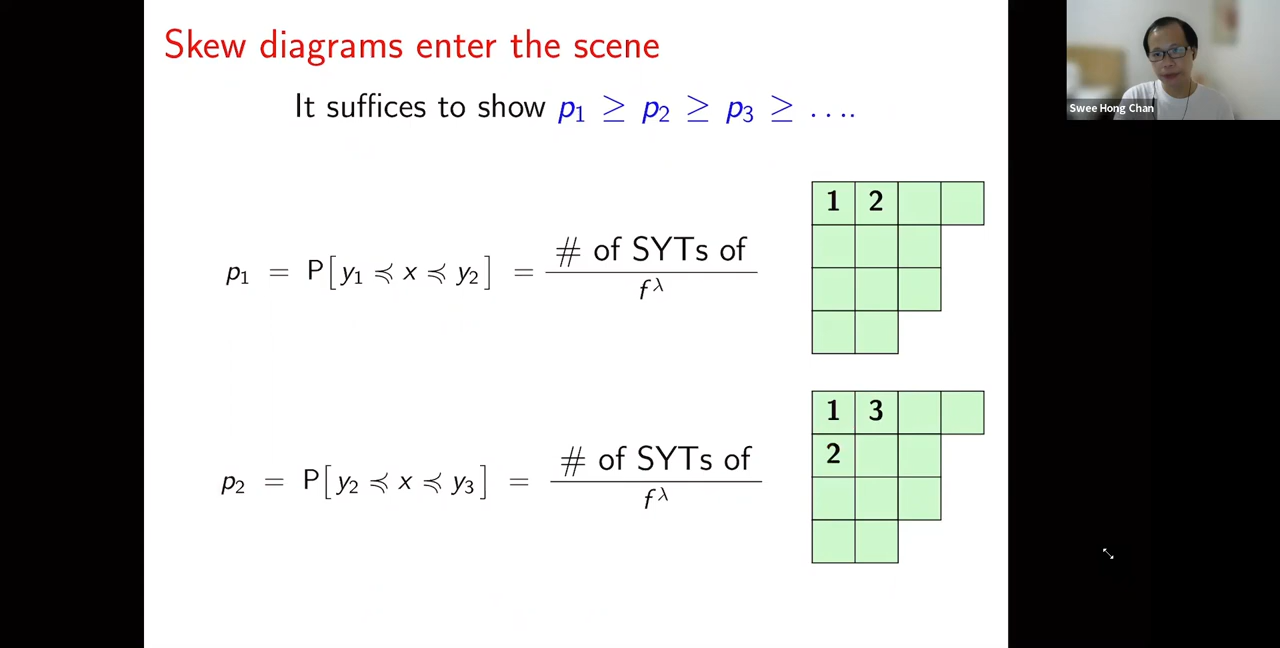 Skew diagrams enter the scene
Swee Hong Chan
It suffices to show p₁ ≥ p₂ ≥ p₃ ≥ ….
p₁ = P[y₁ ≼ x ≼ y₂] = # of SYTs of / f^λ
1 2
p₂ = P[y₂ ≼ x ≼ y₃] = # of SYTs of / f^λ
1 3
2